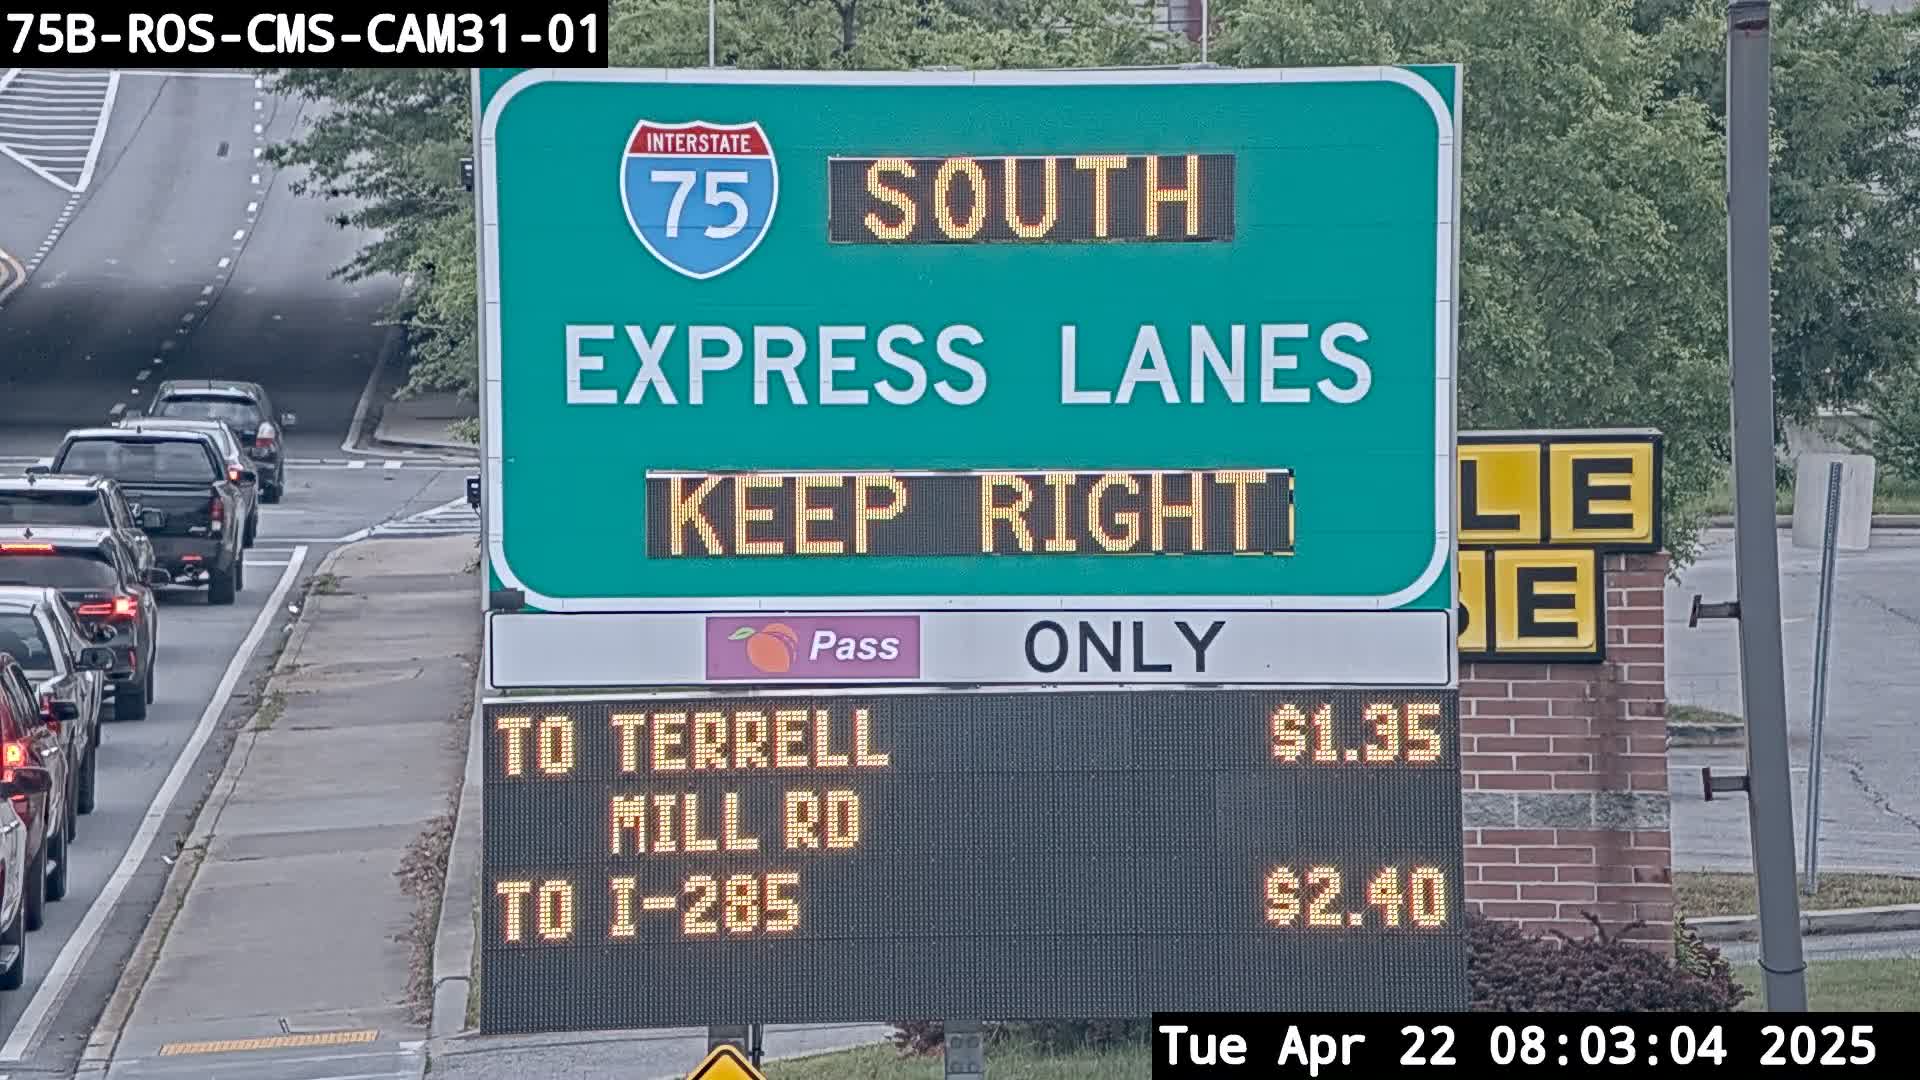 75B-ROS-CMS-CAM31-01
INTERSTATE
75
SOUTH
EXPRESS LANES
KEEP RIGHT
Pass ONLY
TO TERRELL $1.35
MILL RD
TO I-285 $2.40
LE
E
Tue Apr 22 08:03:04 2025